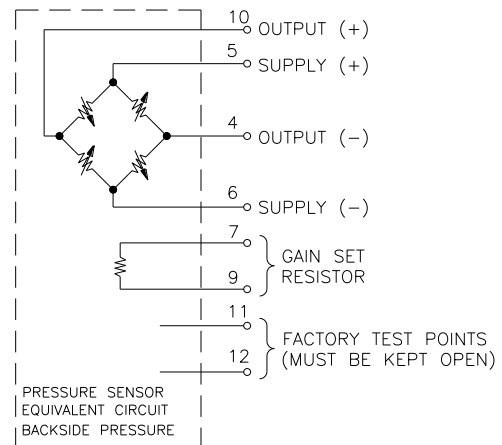 10 OUTPUT (+)
5 SUPPLY (+)
4 OUTPUT (−)
6 SUPPLY (−)
7
GAIN SET
RESISTOR
9
11
FACTORY TEST POINTS
(MUST BE KEPT OPEN)
12
PRESSURE SENSOR
EQUIVALENT CIRCUIT
BACKSIDE PRESSURE